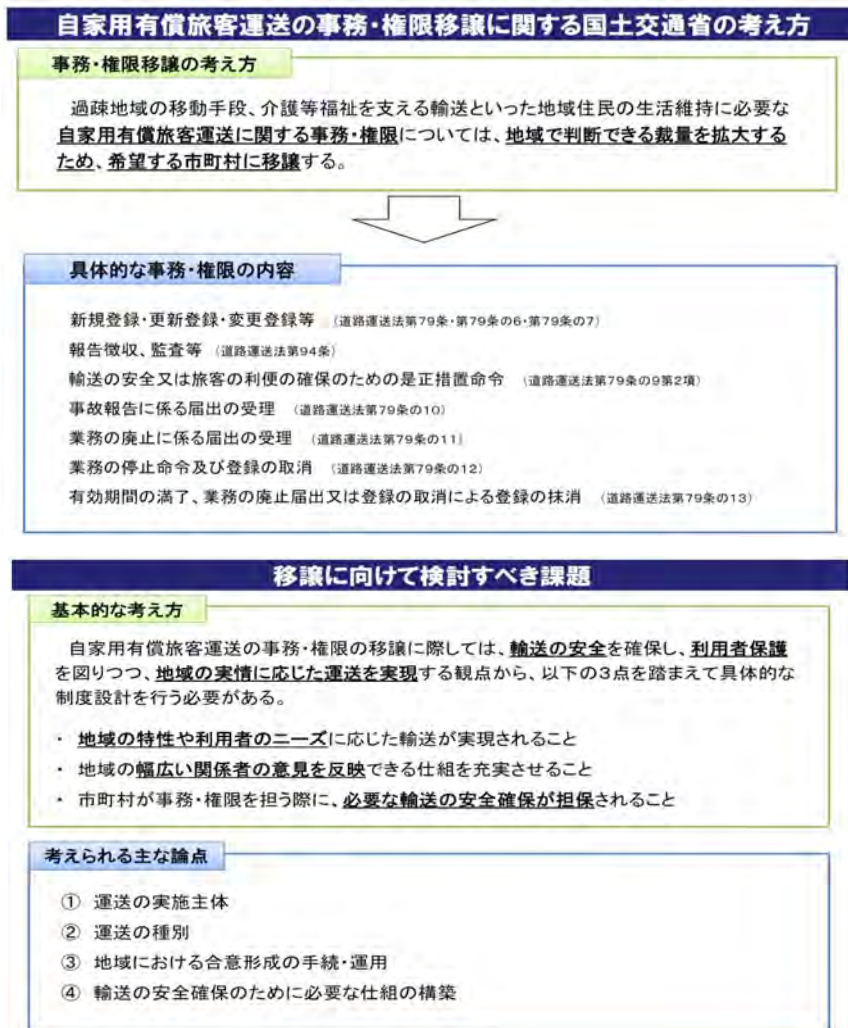 自家用有償旅客運送の事務・権限移譲に関する国土交通省の考え方
事務・権限移譲の考え方
過疎地域の移動手段、介護等福祉を支える輸送といった地域住民の生活維持に必要な
自家用有償旅客運送に関する事務・権限については、地域で判断できる裁量を拡大する
ため、希望する市町村に移譲する。
具体的な事務・権限の内容
新規登録・更新登録・変更登録等 (道路運送法第79条・第79条の6・第79条の7)
報告徴収、監査等 (道路運送法第94条)
輸送の安全又は旅客の利便の確保のための是正措置命令 (道路運送法第79条の9第2項)
事故報告に係る届出の受理 (道路運送法第79条の10)
業務の廃止に係る届出の受理 (道路運送法第79条の11)
業務の停止命令及び登録の取消 (道路運送法第79条の12)
有効期間の満了、業務の廃止届出又は登録の取消による登録の抹消 (道路運送法第79条の13)
移譲に向けて検討すべき課題
基本的な考え方
自家用有償旅客運送の事務・権限の移譲に際しては、輸送の安全を確保し、利用者保護
を図りつつ、地域の実情に応じた運送を実現する観点から、以下の3点を踏まえて具体的な
制度設計を行う必要がある。
・ 地域の特性や利用者のニーズに応じた輸送が実現されること
・ 地域の幅広い関係者の意見を反映できる仕組を充実させること
・ 市町村が事務・権限を担う際に、必要な輸送の安全確保が担保されること
考えられる主な論点
① 運送の実施主体
② 運送の種別
③ 地域における合意形成の手続・運用
④ 輸送の安全確保のために必要な仕組の構築